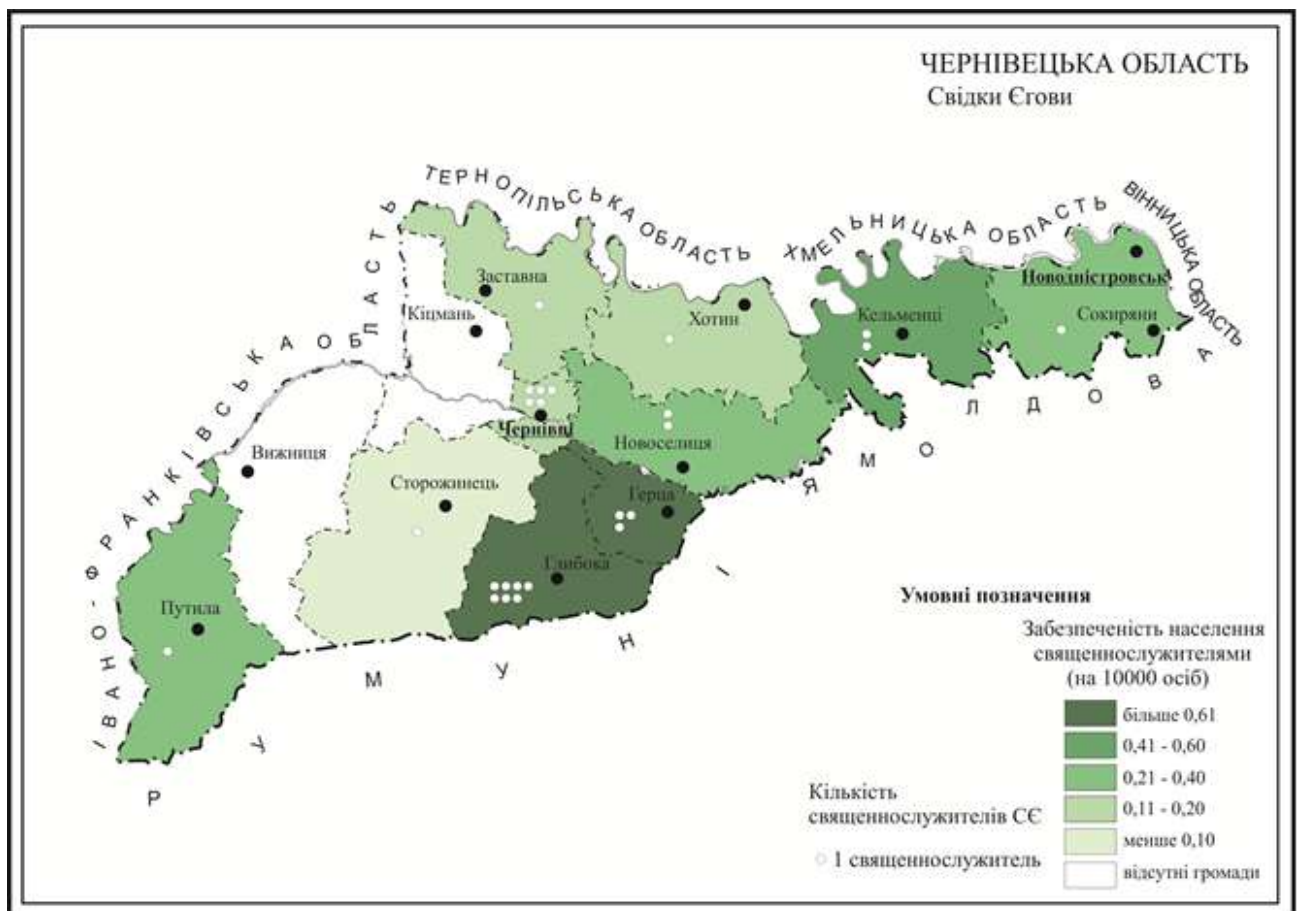 ЧЕРНІВЕЦЬКА ОБЛАСТЬ
Свідки Єгови
ТЕРНОПІЛЬСЬКА ОБЛАСТЬ
ХМЕЛЬНИЦЬКА ОБЛАСТЬ
ВІННИЦЬКА ОБЛАСТЬ
ІВАНО-ФРАНКІВСЬКА ОБЛАСТЬ
Заставна
Кіцмань
Хотин
Кельменці
Новодністровськ
Сокиряни
Чернівці
Новоселиця
Вижниця
Сторожинець
Герца
Глибока
Путила
РУМУНІЯ
МОЛДОВА
Умовні позначення
Забезпеченість населення
священнослужителями
(на 10000 осіб)
більше 0,61
0,41 - 0,60
0,21 - 0,40
0,11 - 0,20
менше 0,10
відсутні громади
Кількість
священнослужителів СЄ
1 священнослужитель